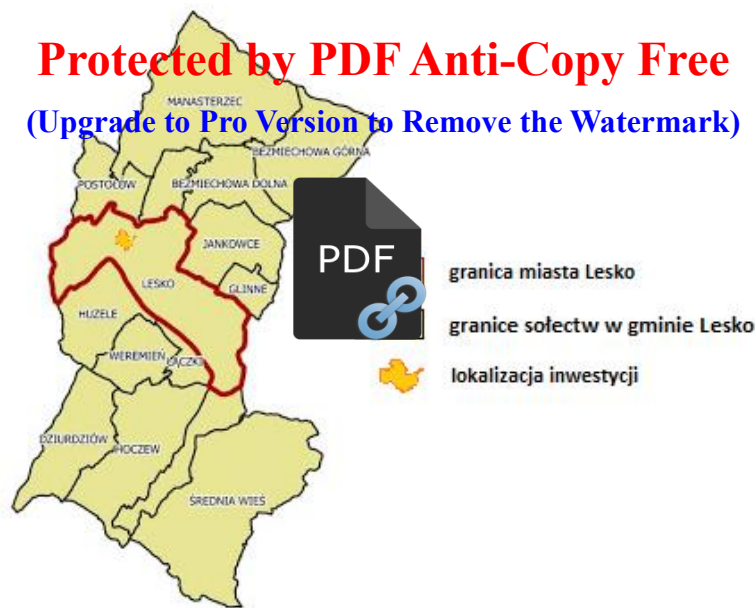 Protected by PDF Anti-Copy Free
MANASTERZEC
(Upgrade to Pro Version to Remove the Watermark)
BEZMIECHOWA GÓRNA
POSTOŁÓW
BEZMIECHOWA DOLNA
JANKOWCE
PDF
granica miasta Lesko
LESKO
GLINNE
HUZELE
granice sołectw w gminie Lesko
WEREMIEŃ
ŁĄCZKI
lokalizacja inwestycji
DZIURDZIÓW
HOCZEW
ŚREDNIA WIEŚ